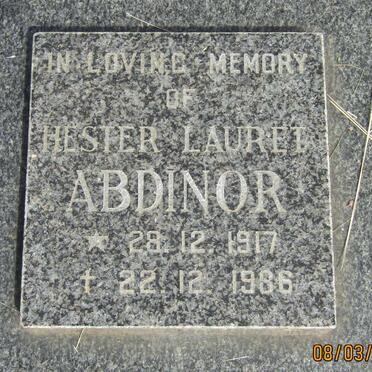 IN LOVING MEMORY
OF
HESTER LAURET
ABDINOR
* 28.12.1917
† 22.12.1986
08/03/